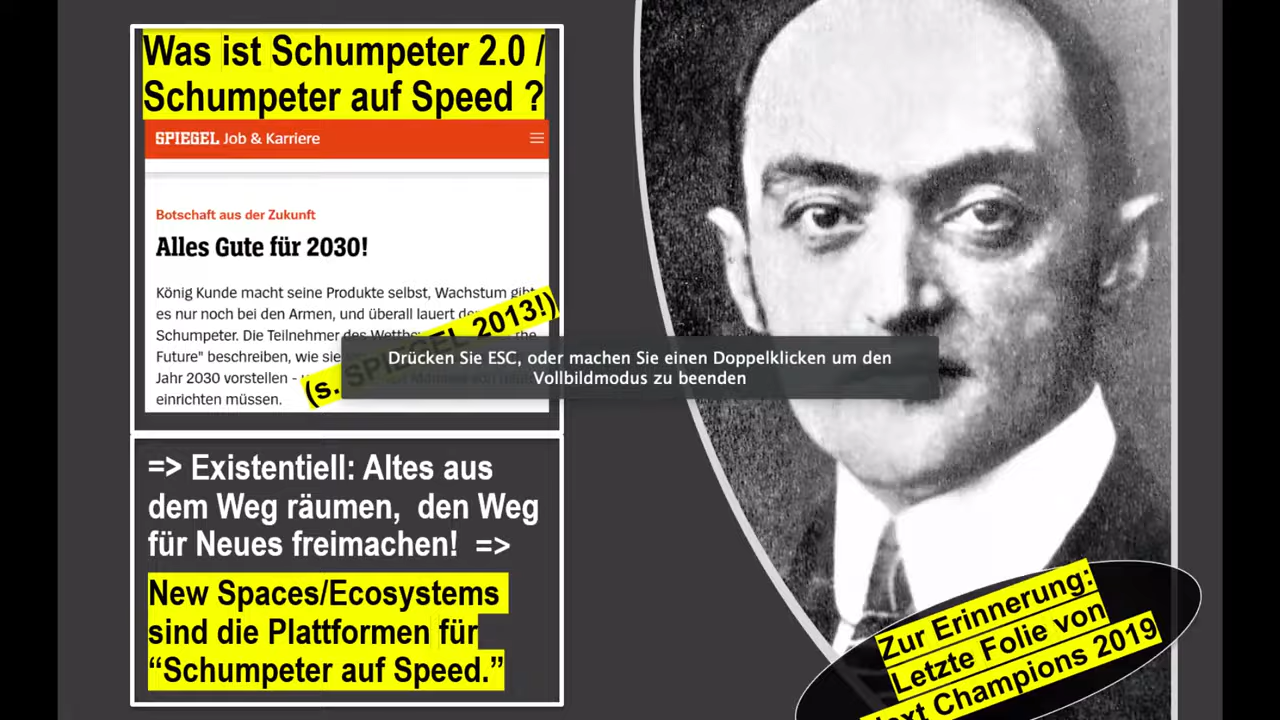 Was ist Schumpeter 2.0 /
Schumpeter auf Speed ?
SPIEGEL Job & Karriere
Botschaft aus der Zukunft
Alles Gute für 2030!
König Kunde macht seine Produkte selbst, Wachstum gibt
es nur noch bei den Armen, und überall lauert
Schumpeter. Die Teilnehmer des the
Future" beschreiben, wie sie
Jahr 2030 vorstellen -
einrichten müssen.
(s. SPIEGEL 2013!)
Drücken Sie ESC, oder machen Sie einen Doppelklicken um den
Vollbildmodus zu beenden
=> Existentiell: Altes aus
dem Weg räumen, den Weg
für Neues freimachen! =>
New Spaces/Ecosystems
sind die Plattformen für
“Schumpeter auf Speed.”
Zur Erinnerung:
Letzte Folie von
Champions 2019